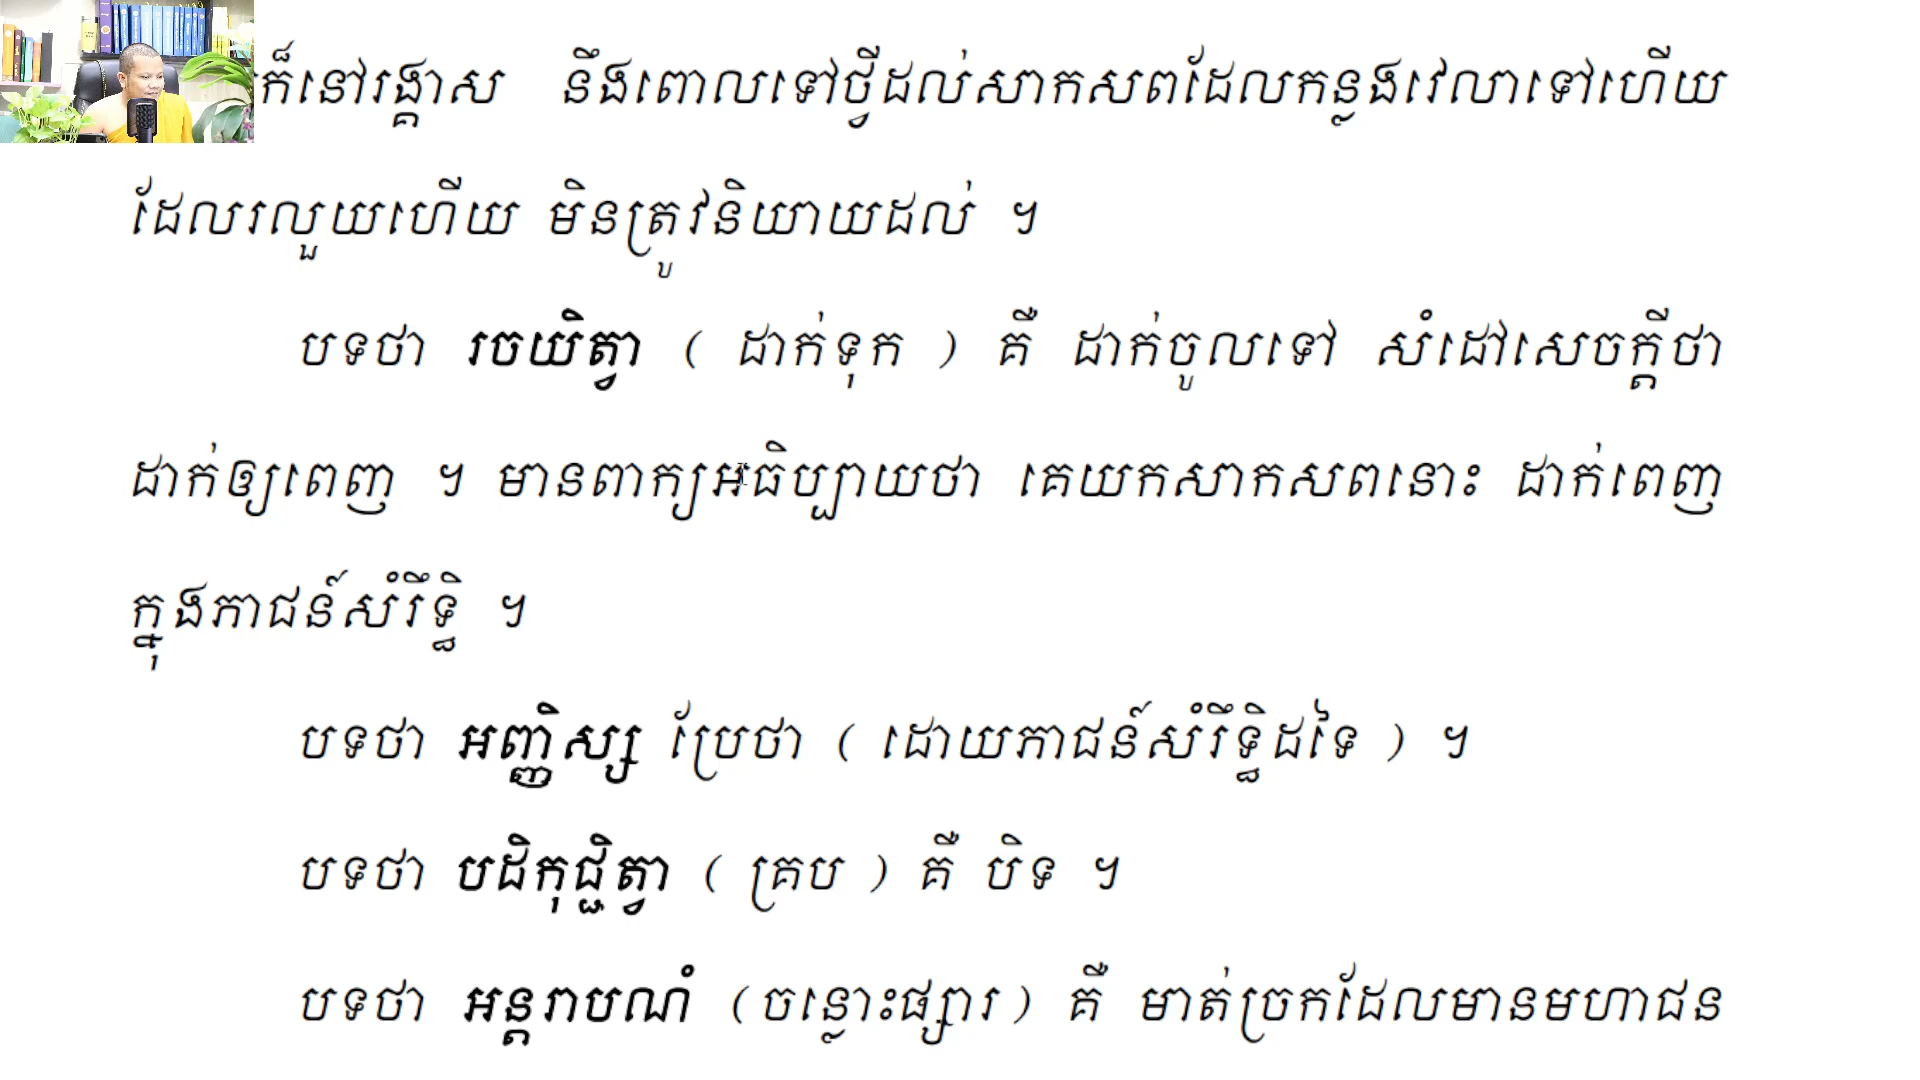 ក៏នៅរង្គាស នឹងពោលទៅថ្វីដល់សាកសពដែលកន្លងវេលាទៅហើយ
ដែលរលួយហើយ មិនត្រូវនិយាយដល់ ។
បទថា រចយិត្វា ( ដាក់ទុក ) គឺ ដាក់ចូលទៅ សំដៅសេចក្តីថា
ដាក់ឲ្យពេញ ។ មានពាក្យអធិប្បាយថា គេយកសាកសពនោះ ដាក់ពេញ
ក្នុងភាជន៍សំរឹទ្ធិ ។
បទថា អញ្ញិស្ស ប្រែថា ( ដោយភាជន៍សំរឹទ្ធិដទៃ ) ។
បទថា បដិកុជ្ជិត្វា ( គ្រប ) គឺ បិទ ។
បទថា អន្តរាបណំ ( ចន្លោះផ្សារ ) គឺ មាត់ច្រកដែលមានមហាជន